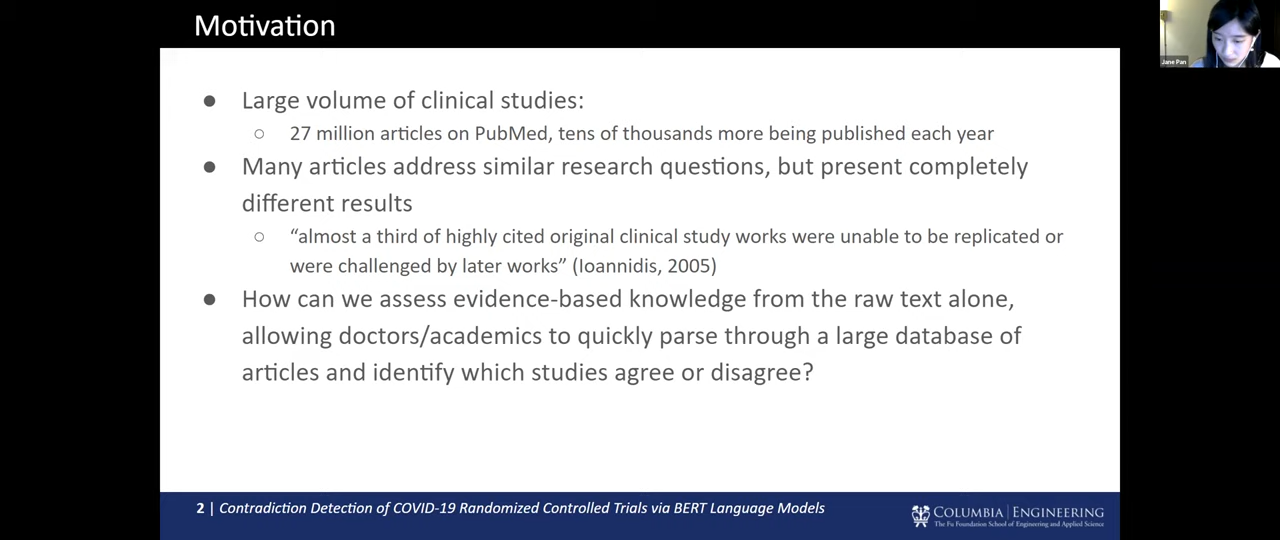 Motivation
Jane Pan
● Large volume of clinical studies:
○ 27 million articles on PubMed, tens of thousands more being published each year
● Many articles address similar research questions, but present completely
different results
○ “almost a third of highly cited original clinical study works were unable to be replicated or
were challenged by later works” (Ioannidis, 2005)
● How can we assess evidence-based knowledge from the raw text alone,
allowing doctors/academics to quickly parse through a large database of
articles and identify which studies agree or disagree?
2 | Contradiction Detection of COVID-19 Randomized Controlled Trials via BERT Language Models
COLUMBIA | ENGINEERING
The Fu Foundation School of Engineering and Applied Science